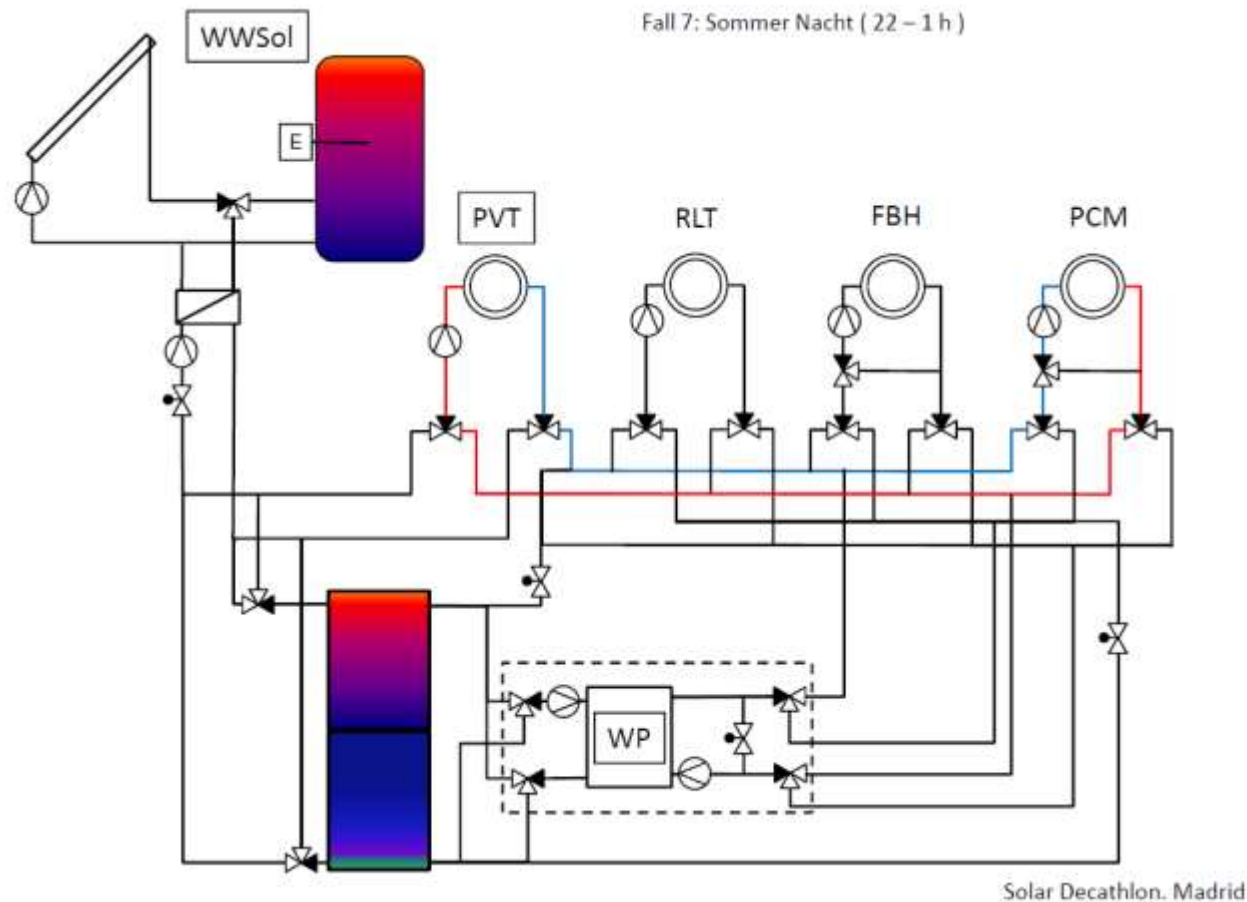 Fall 7: Sommer Nacht ( 22 – 1 h )
WWSol
E
PVT
RLT
FBH
PCM
WP
Solar Decathlon. Madrid